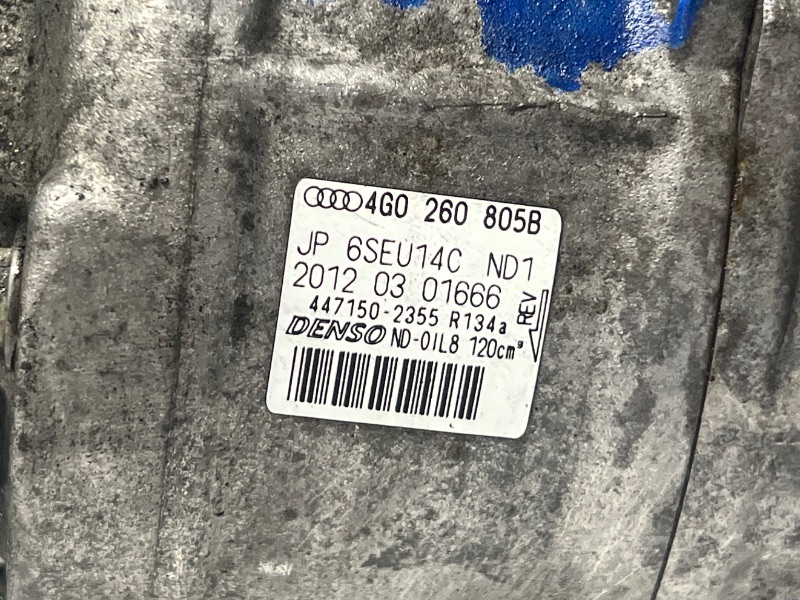 4G0 260 805B
JP 6SEU14C ND1
2012 03 01666
447150-2355 R134a
DENSO ND-OIL8 120cm³
REV